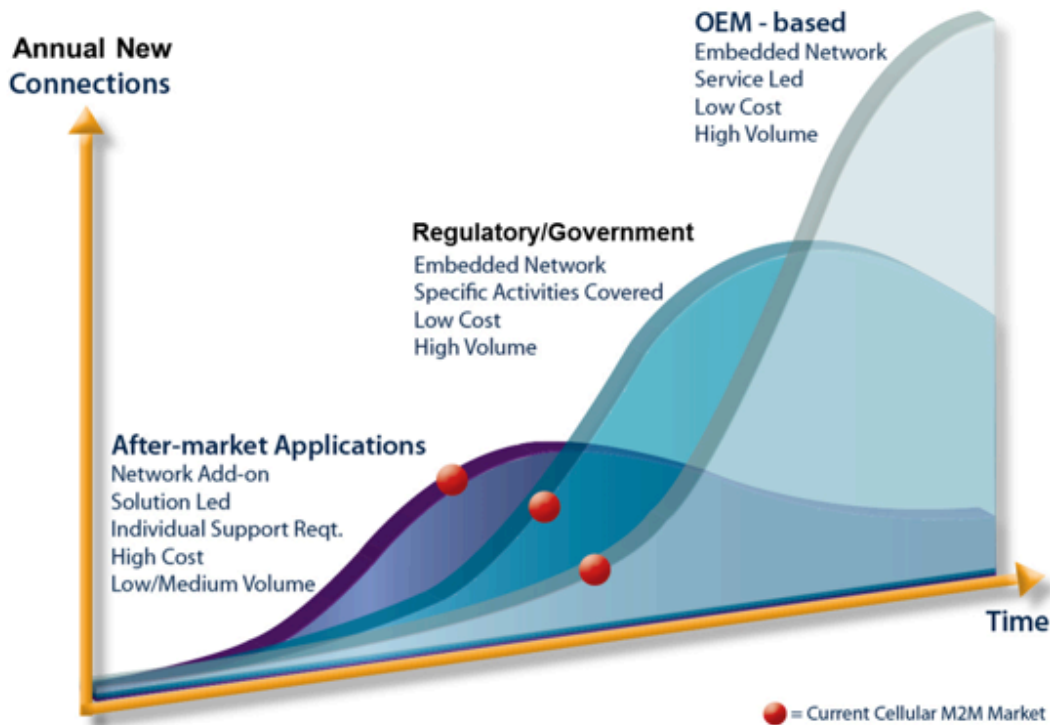 Annual New
Connections
OEM - based
Embedded Network
Service Led
Low Cost
High Volume
Regulatory/Government
Embedded Network
Specific Activities Covered
Low Cost
High Volume
After-market Applications
Network Add-on
Solution Led
Individual Support Reqt.
High Cost
Low/Medium Volume
Time
= Current Cellular M2M Market